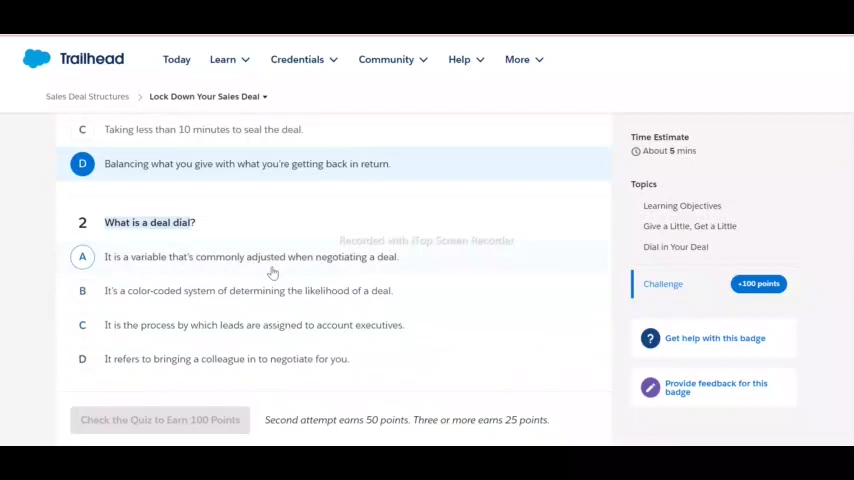 Trailhead
Today
Learn
Credentials
Community
Help
More
Sales Deal Structures
Lock Down Your Sales Deal
C Taking less than 10 minutes to seal the deal.
D Balancing what you give with what you're getting back in return.
2 What is a deal dial?
Recorded with iTop Screen Recorder
A It is a variable that's commonly adjusted when negotiating a deal.
B It's a color-coded system of determining the likelihood of a deal.
C It is the process by which leads are assigned to account executives.
D It refers to bringing a colleague in to negotiate for you.
Check the Quiz to Earn 100 Points
Second attempt earns 50 points. Three or more earns 25 points.
Time Estimate
About 5 mins
Topics
Learning Objectives
Give a Little, Get a Little
Dial in Your Deal
Challenge
+100 points
? Get help with this badge
Provide feedback for this
badge